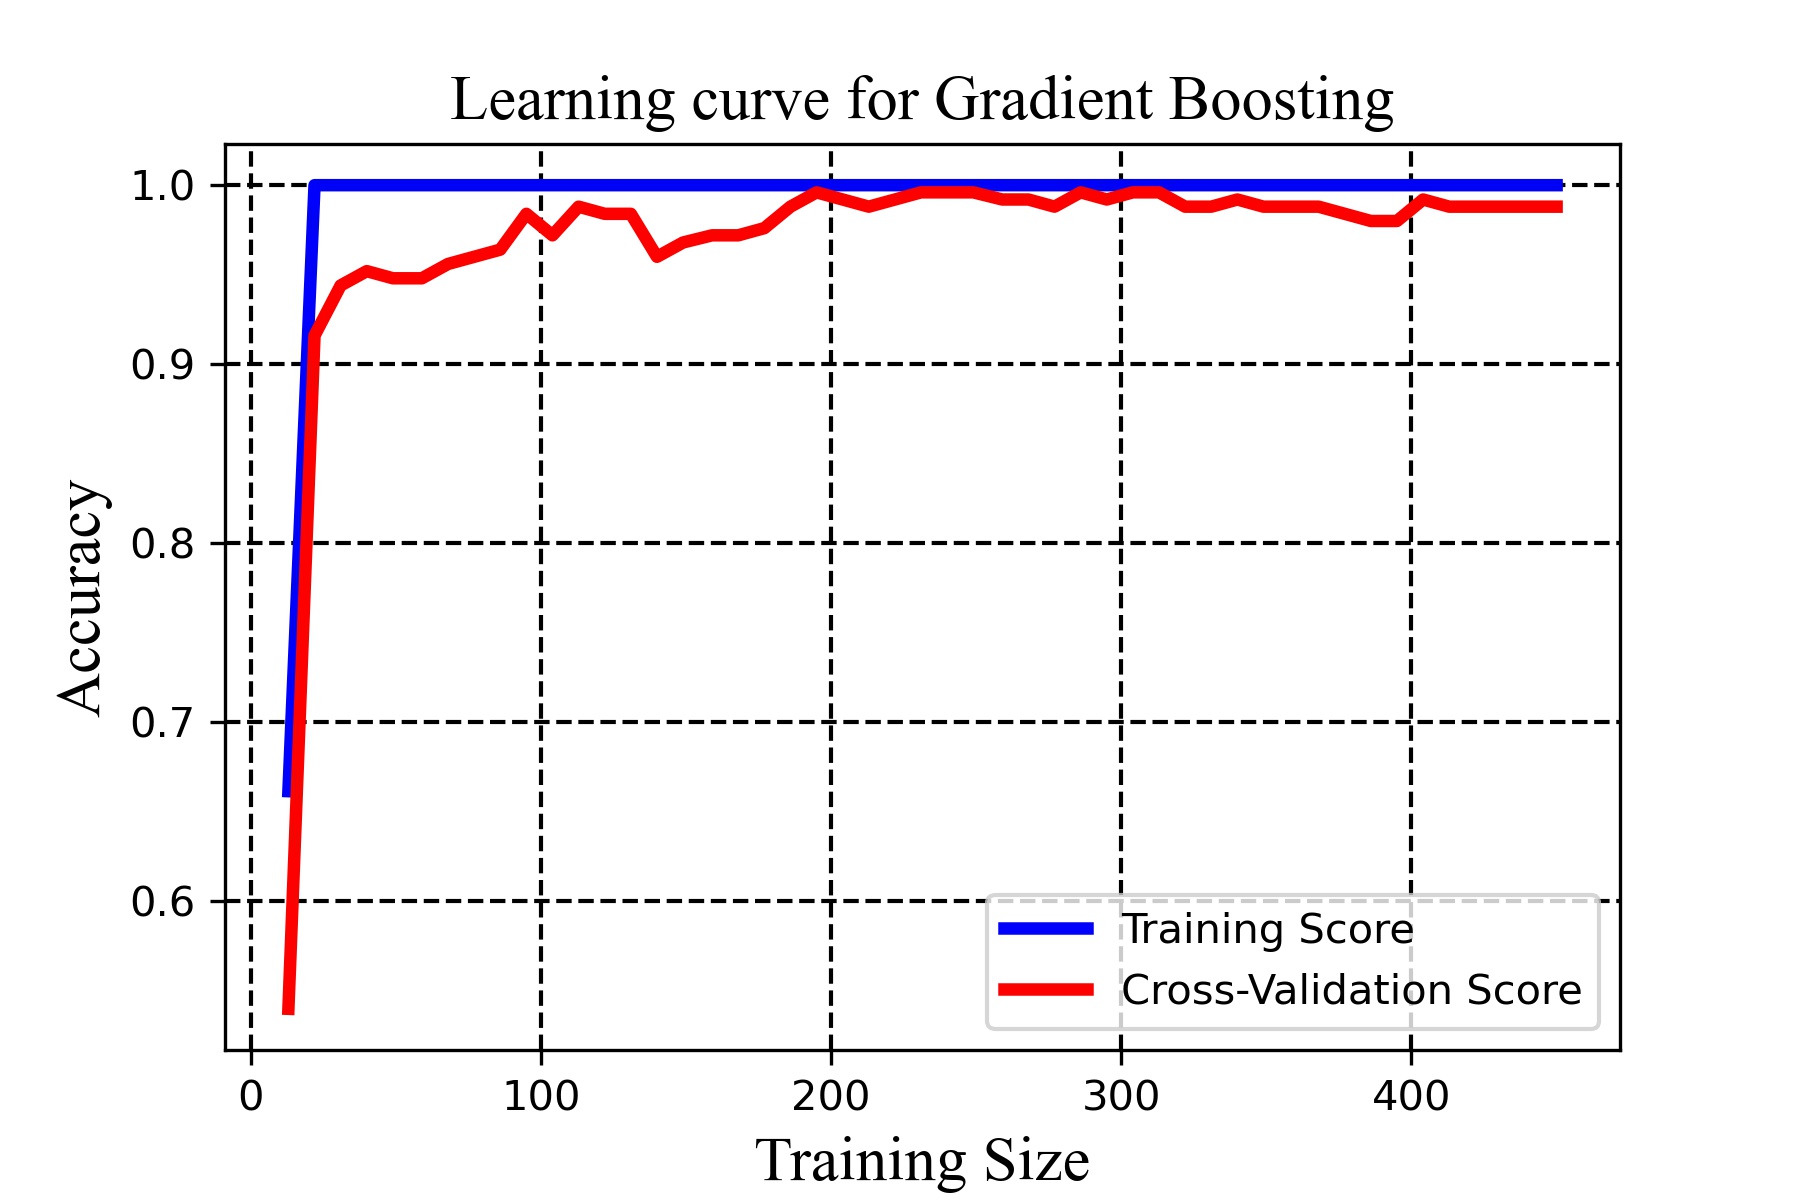 Learning curve for Gradient Boosting
1.0
0.9
0.8
0.7
0.6
Accuracy
Training Score
Cross-Validation Score
0 100 200 300 400
Training Size